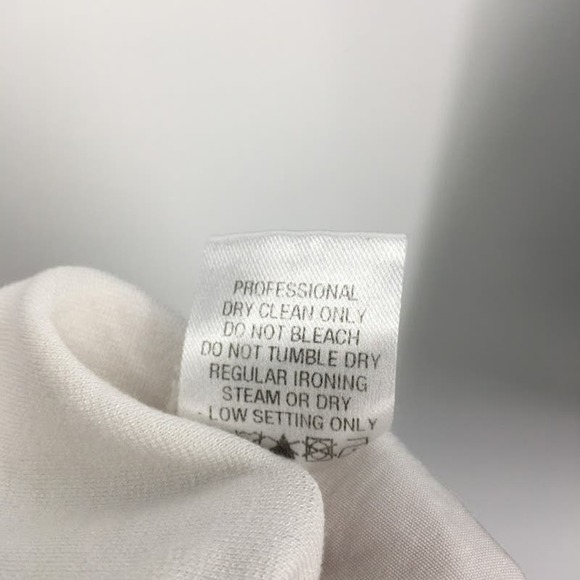 PROFESSIONAL
DRY CLEAN ONLY
DO NOT BLEACH
DO NOT TUMBLE DRY
REGULAR IRONING
STEAM OR DRY
LOW SETTING ONLY